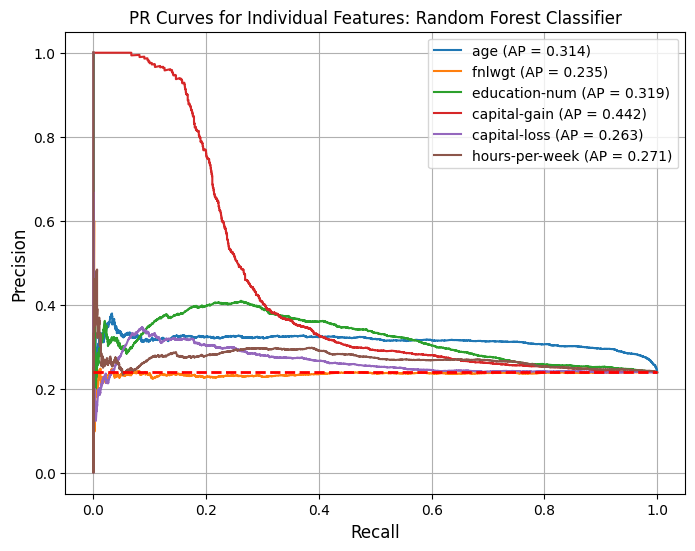 PR Curves for Individual Features: Random Forest Classifier
age (AP = 0.314)
fnlwgt (AP = 0.235)
education-num (AP = 0.319)
capital-gain (AP = 0.442)
capital-loss (AP = 0.263)
hours-per-week (AP = 0.271)
Precision
1.0
0.8
0.6
0.4
0.2
0.0
0.0 0.2 0.4 0.6 0.8 1.0
Recall